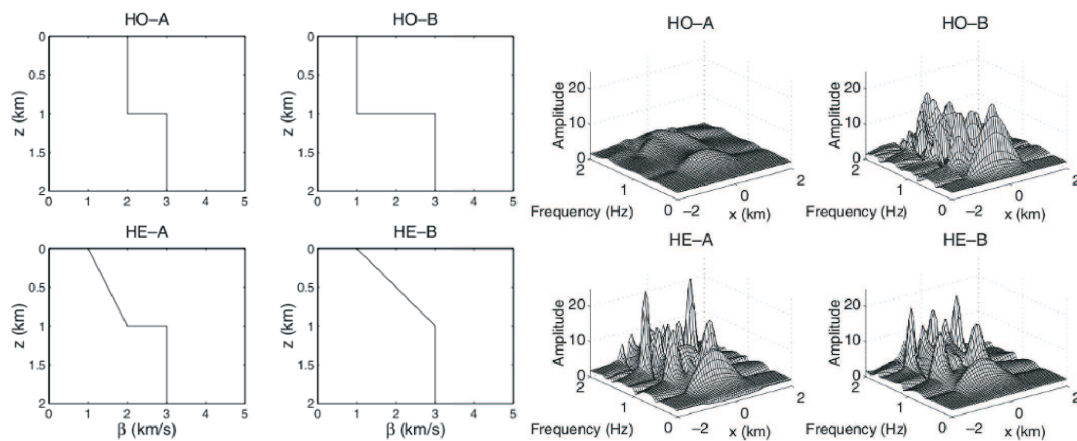 HO–A
0
0.5
1
1.5
2
z (km)
0 1 2 3 4 5
HO–B
0
0.5
1
1.5
2
z (km)
0 1 2 3 4 5
HO–A
20
10
0
Amplitude
2 1 0
Frequency (Hz)
–2 0 2
x (km)
HO–B
20
10
0
Amplitude
2 1 0
Frequency (Hz)
–2 0 2
x (km)
HE–A
0
0.5
1
1.5
2
z (km)
0 1 2 3 4 5
β (km/s)
HE–B
0
0.5
1
1.5
2
z (km)
0 1 2 3 4 5
β (km/s)
HE–A
20
10
0
Amplitude
2 1 0
Frequency (Hz)
–2 0 2
x (km)
HE–B
20
10
0
Amplitude
2 1 0
Frequency (Hz)
–2 0 2
x (km)